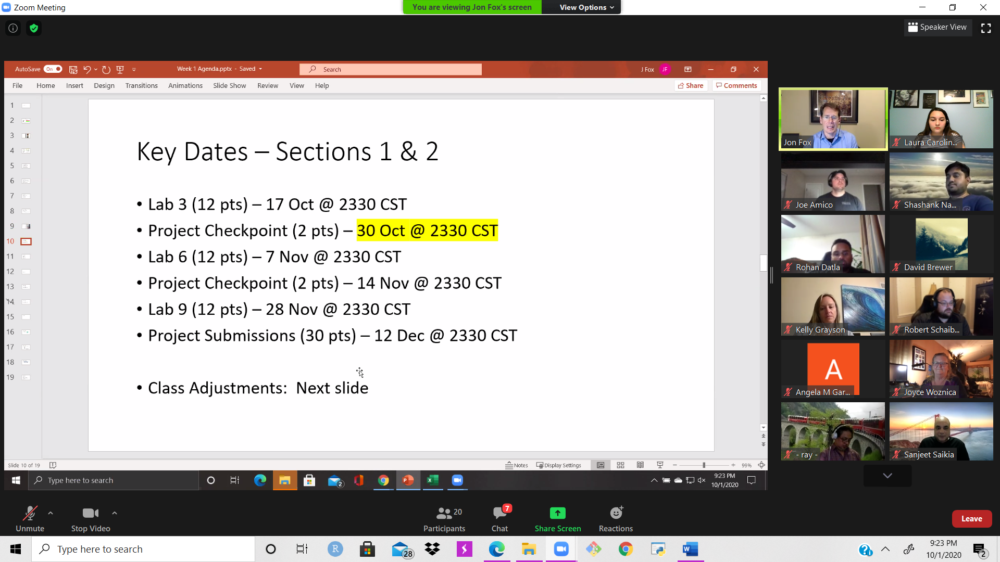 Zoom Meeting
You are viewing Jon Fox's screen
View Options
Speaker View
AutoSave On
Week 1 Agenda.pptx - Saved
Search
J Fox JF
File Home Insert Design Transitions Animations Slide Show Review View Help
Share Comments
1
2
3
4
5
6
7
8
9
10
11
12
13
14
15
16
17
18
19
Key Dates – Sections 1 & 2
• Lab 3 (12 pts) – 17 Oct @ 2330 CST
• Project Checkpoint (2 pts) – 30 Oct @ 2330 CST
• Lab 6 (12 pts) – 7 Nov @ 2330 CST
• Project Checkpoint (2 pts) – 14 Nov @ 2330 CST
• Lab 9 (12 pts) – 28 Nov @ 2330 CST
• Project Submissions (30 pts) – 12 Dec @ 2330 CST
• Class Adjustments: Next slide
Slide 10 of 19
Notes Display Settings 99%
Type here to search
2
9:23 PM
10/1/2020
Jon Fox
Laura Carolin...
Joe Amico
Shashank Na...
Rohan Datla
David Brewer
Kelly Grayson
Robert Schaib...
A
Angela M Gar...
Joyce Woznica
- ray -
Sanjeet Saikia
Unmute
Stop Video
20
Participants
7
Chat
Share Screen
Reactions
Leave
Type here to search
R
28
W
9:23 PM
10/1/2020
2